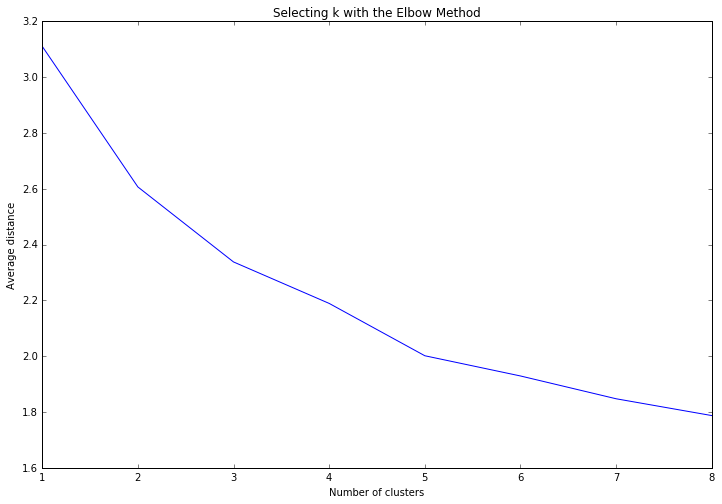 Selecting k with the Elbow Method
3.2
3.0
2.8
2.6
2.4
2.2
2.0
1.8
1.6
Average distance
1 2 3 4 5 6 7 8
Number of clusters